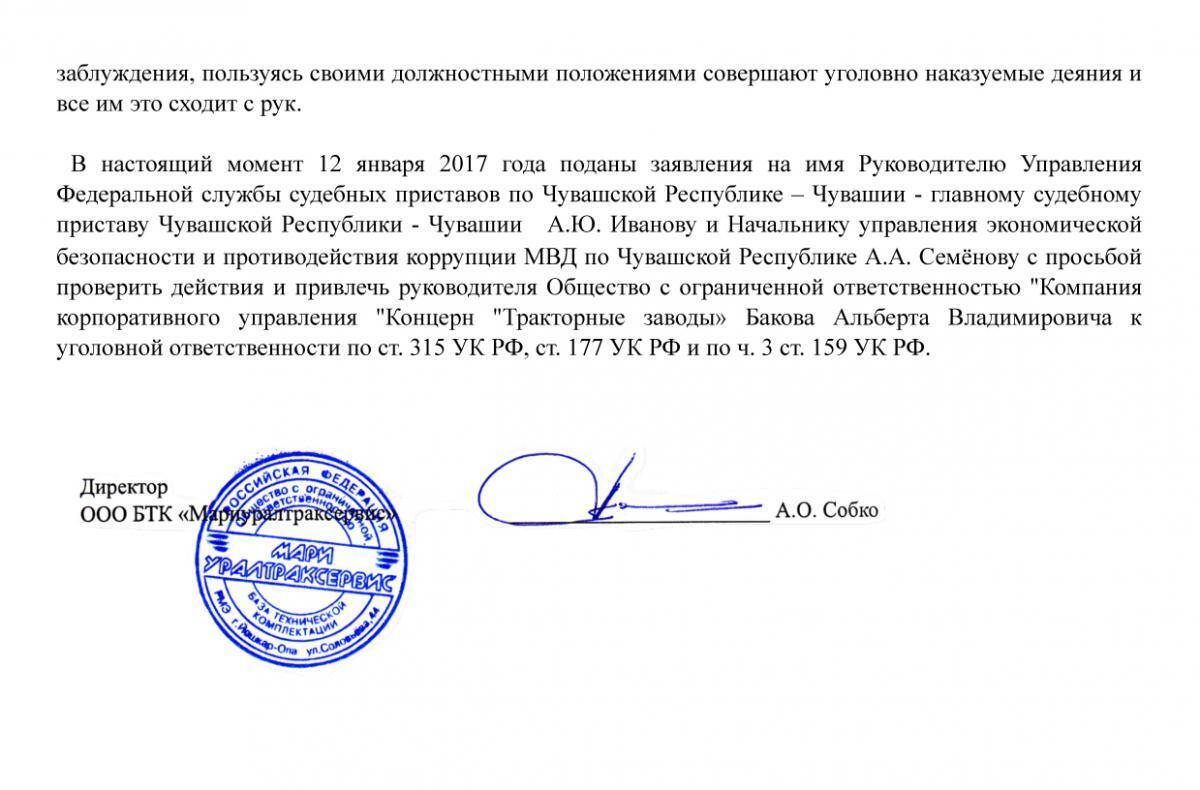 заблуждения, пользуясь своими должностными положениями совершают уголовно наказуемые деяния и
все им это сходит с рук.
В настоящий момент 12 января 2017 года поданы заявления на имя Руководителю Управления
Федеральной службы судебных приставов по Чувашской Республике – Чувашии - главному судебному
приставу Чувашской Республики - Чувашии А.Ю. Иванову и Начальнику управления экономической
безопасности и противодействия коррупции МВД по Чувашской Республике А.А. Семёнову с просьбой
проверить действия и привлечь руководителя Общество с ограниченной ответственностью "Компания
корпоративного управления "Концерн "Тракторные заводы» Бакова Альберта Владимировича к
уголовной ответственности по ст. 315 УК РФ, ст. 177 УК РФ и по ч. 3 ст. 159 УК РФ.
Директор
ООО БТК «Мариуралтраксервис»
А.О. Собко
РОССИЙСКАЯ ФЕДЕРАЦИЯ
Общество с ограниченной
ответственностью
МАРИ
УРАЛТРАКСЕРВИС
БАЗА ТЕХНИЧЕСКОЙ
КОМПЛЕКТАЦИИ
РМЭ г.Йошкар-Ола ул.Соловьева,44